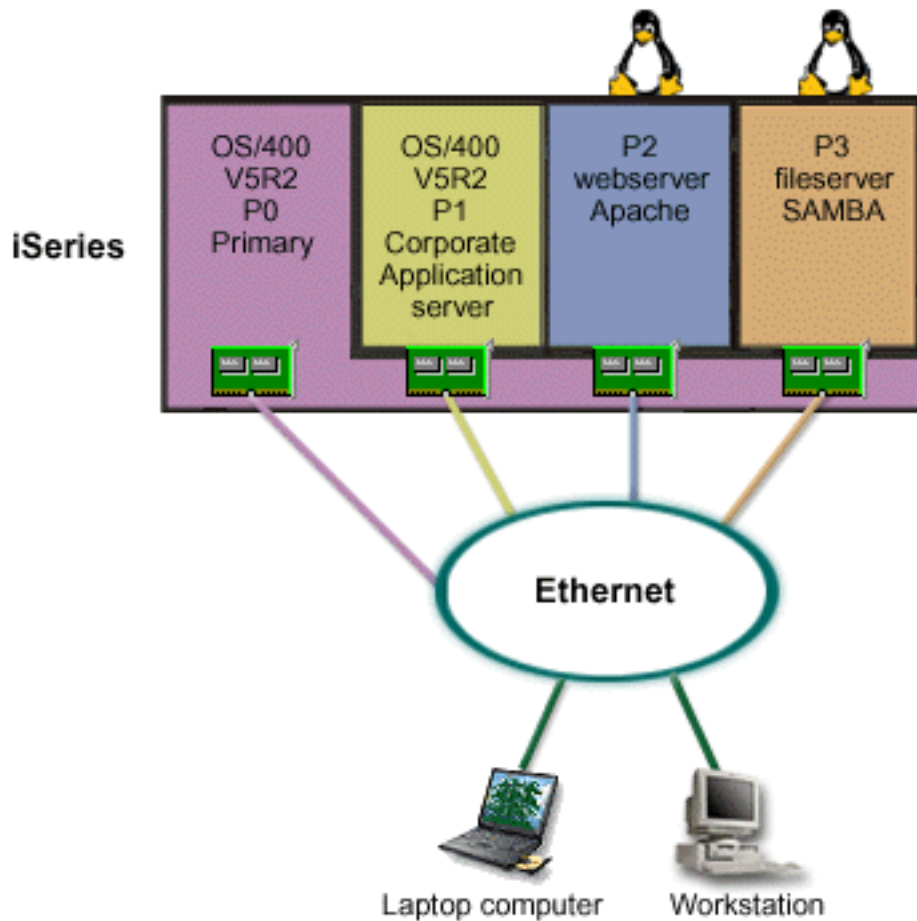 iSeries
OS/400
V5R2
P0
Primary
OS/400
V5R2
P1
Corporate
Application
server
P2
webserver
Apache
P3
fileserver
SAMBA
Ethernet
Laptop computer
Workstation